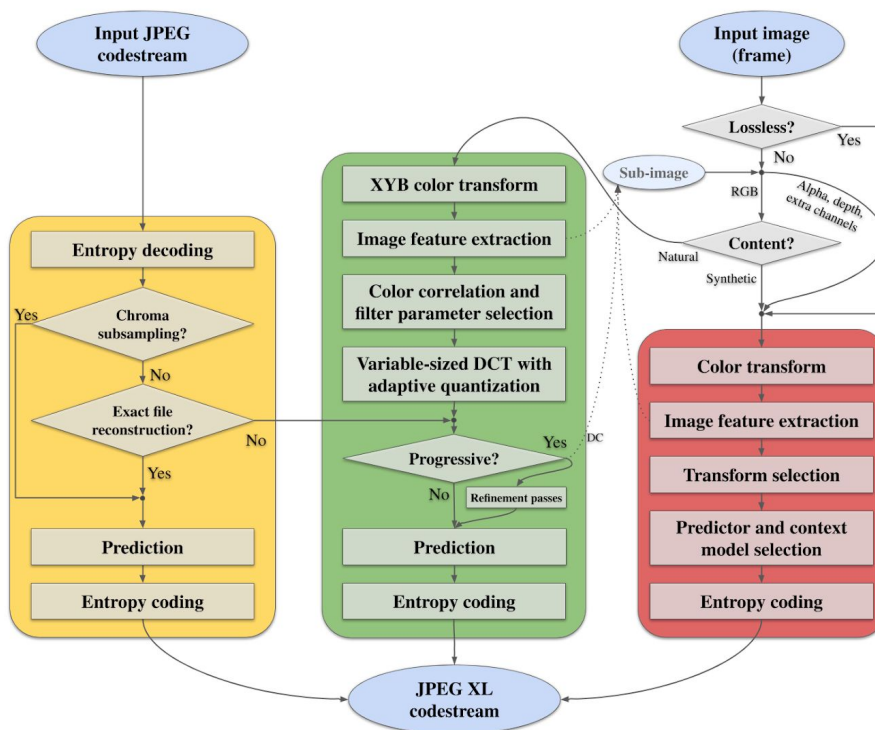 Input JPEG
codestream
Entropy decoding
Chroma
subsampling?
Yes
No
Exact file
reconstruction?
No
Yes
Prediction
Entropy coding
XYB color transform
Image feature extraction
Color correlation and
filter parameter selection
Variable-sized DCT with
adaptive quantization
Progressive?
Yes
DC
No
Refinement passes
Prediction
Entropy coding
Input image
(frame)
Lossless?
Yes
No
Sub-image
RGB
Alpha, depth,
extra channels
Content?
Natural
Synthetic
Color transform
Image feature extraction
Transform selection
Predictor and context
model selection
Entropy coding
JPEG XL
codestream